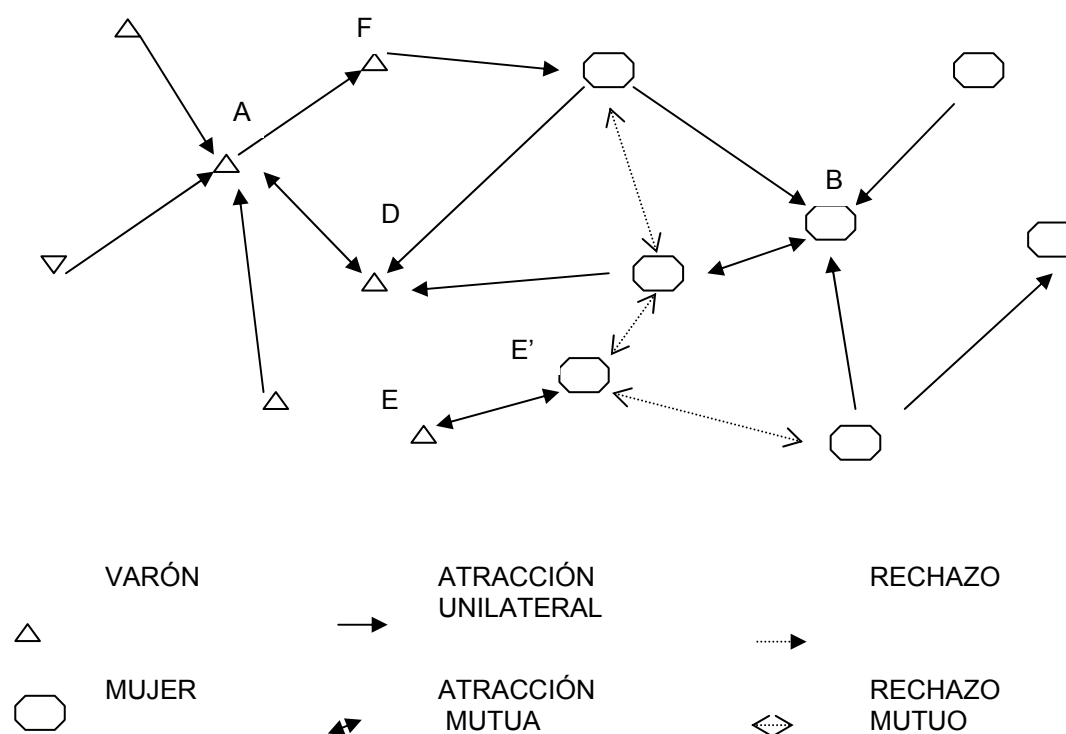 F
A
B
D
E’
E
VARÓN
ATRACCIÓN
UNILATERAL
RECHAZO
MUJER
ATRACCIÓN
MUTUA
RECHAZO
MUTUO